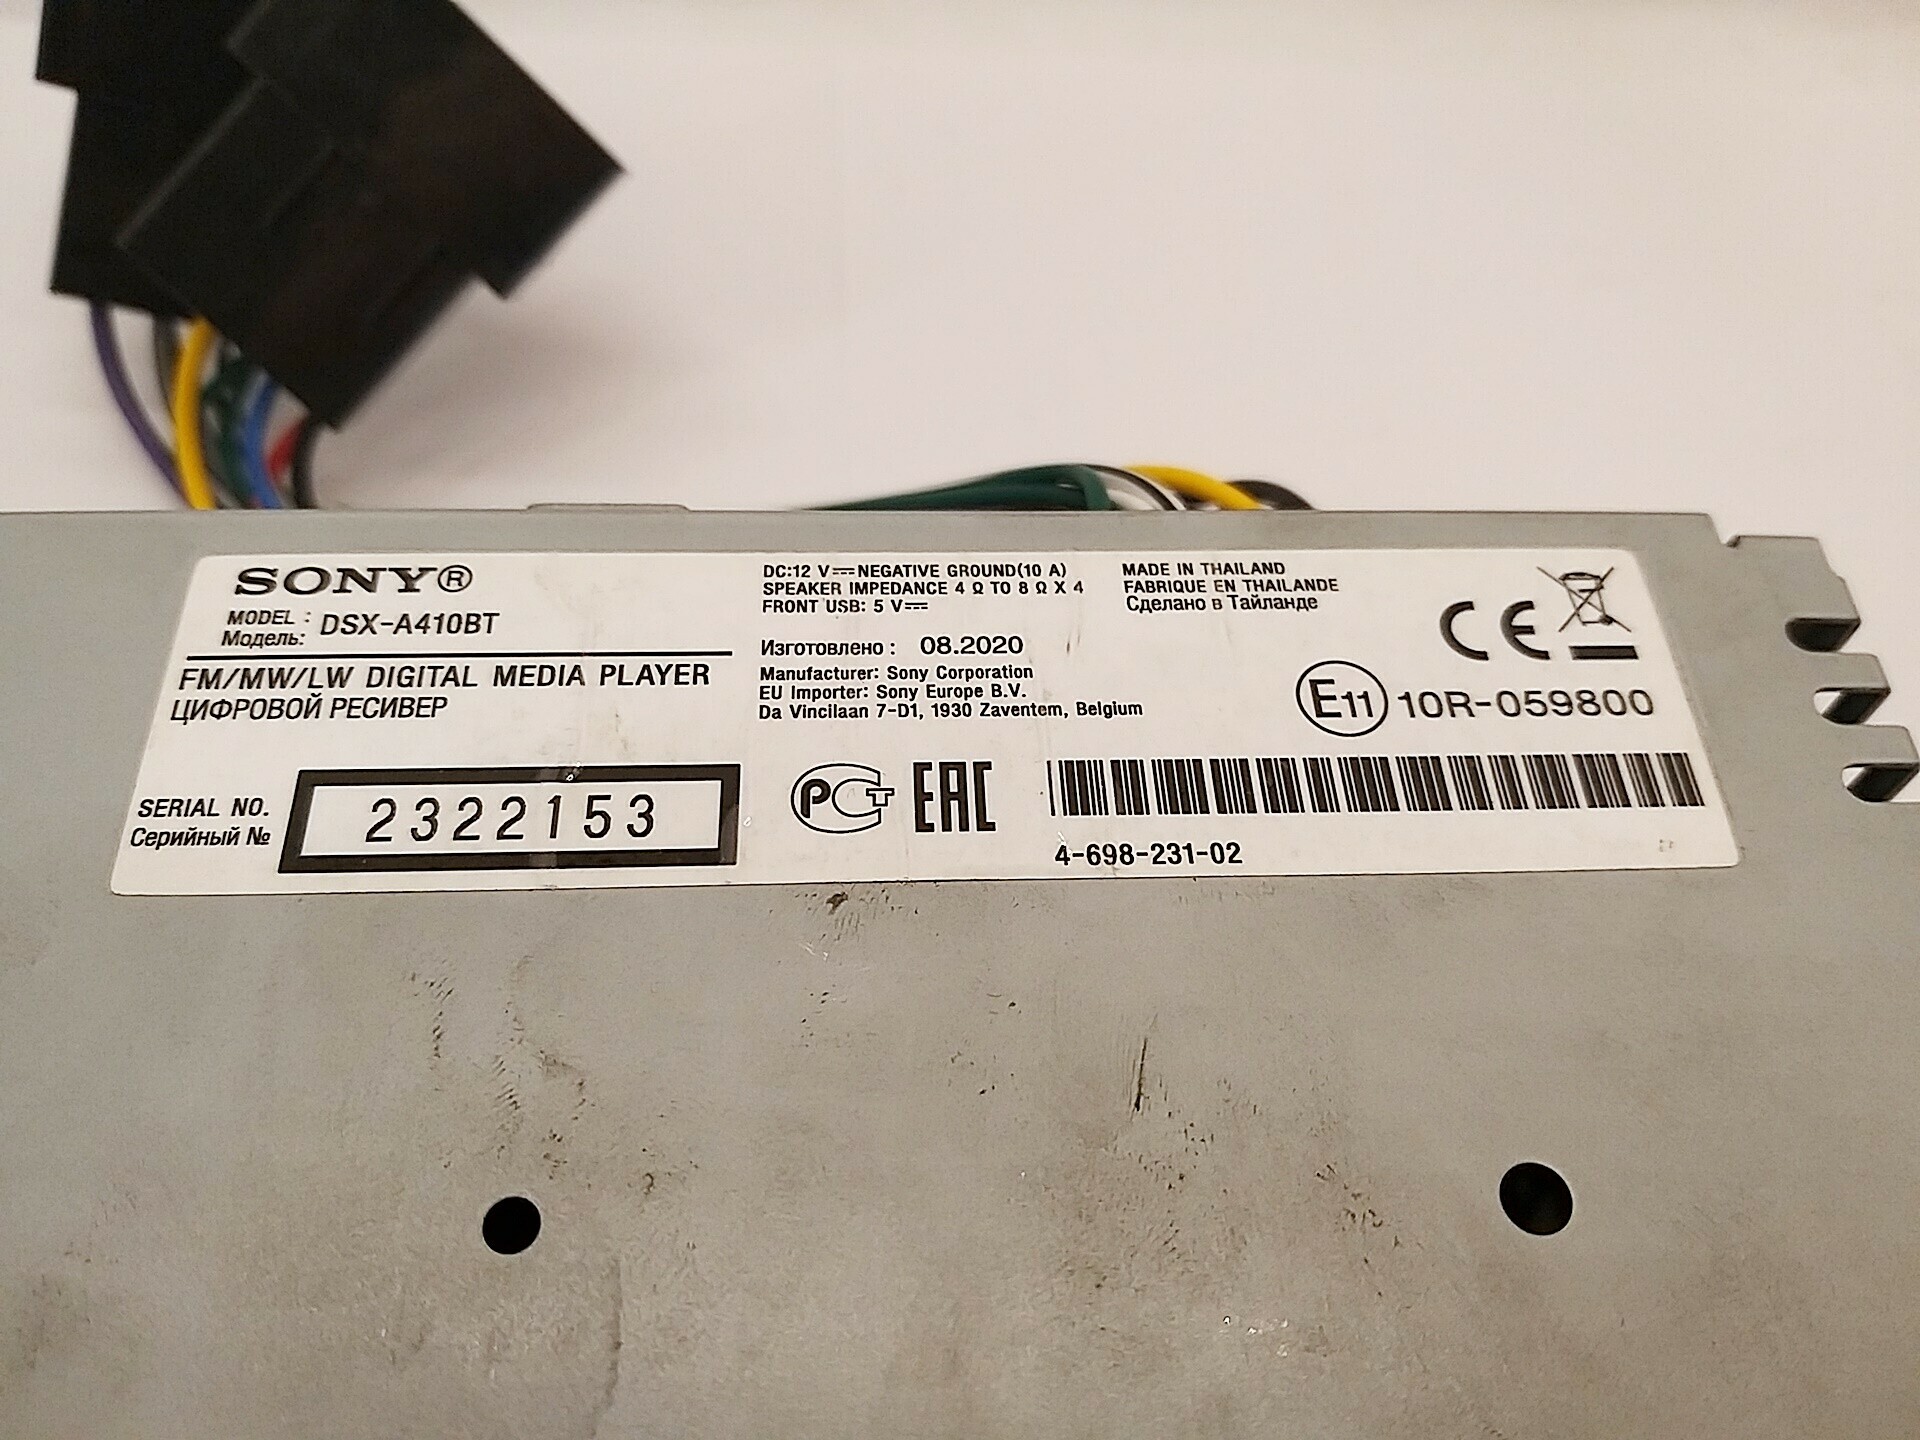 SONY®
MODEL :
Модель: DSX-A410BT
FM/MW/LW DIGITAL MEDIA PLAYER
ЦИФРОВОЙ РЕСИВЕР
SERIAL NO.
Серийный №
2322153
DC:12 V⎓NEGATIVE GROUND(10 A)
SPEAKER IMPEDANCE 4 Ω TO 8 Ω X 4
FRONT USB: 5 V⎓
Изготовлено : 08.2020
Manufacturer: Sony Corporation
EU Importer: Sony Europe B.V.
Da Vincilaan 7-D1, 1930 Zaventem, Belgium
MADE IN THAILAND
FABRIQUE EN THAILANDE
Сделано в Тайланде
CE
E11 10R-059800
PCT EAC
4-698-231-02